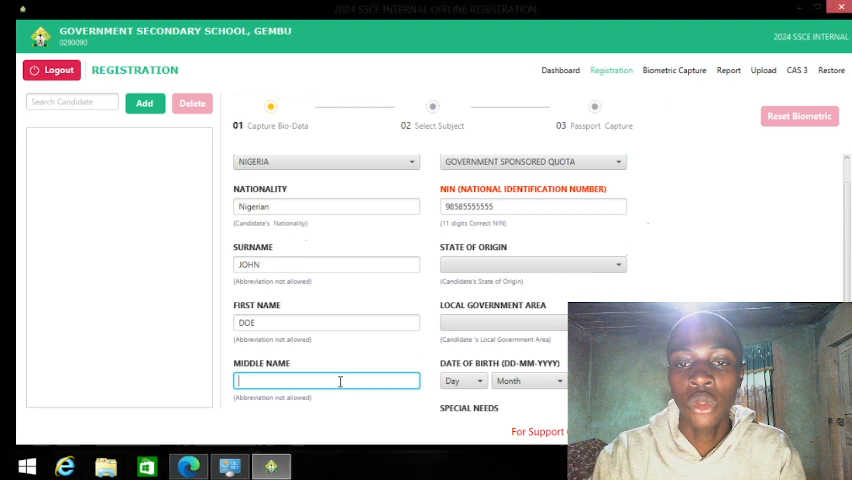 2024 SSCE INTERNAL OFFLINE REGISTRATION
GOVERNMENT SECONDARY SCHOOL, GEMBU
0290090
2024 SSCE INTERNAL
Logout
REGISTRATION
Dashboard
Registration
Biometric Capture
Report
Upload
CAS 3
Restore
Search Candidate
Add
Delete
01 Capture Bio-Data
02 Select Subject
03 Passport Capture
Reset Biometric
NIGERIA
GOVERNMENT SPONSORED QUOTA
NATIONALITY
Nigerian
(Candidate's Nationality)
NIN (NATIONAL IDENTIFICATION NUMBER)
98585555555
(11 digits Correct NIN)
SURNAME
JOHN
(Abbreviation not allowed)
STATE OF ORIGIN
(Candidate's State of Origin)
FIRST NAME
DOE
(Abbreviation not allowed)
LOCAL GOVERNMENT AREA
(Candidate 's Local Government Area)
MIDDLE NAME
(Abbreviation not allowed)
DATE OF BIRTH (DD-MM-YYYY)
Day
Month
SPECIAL NEEDS
For Support